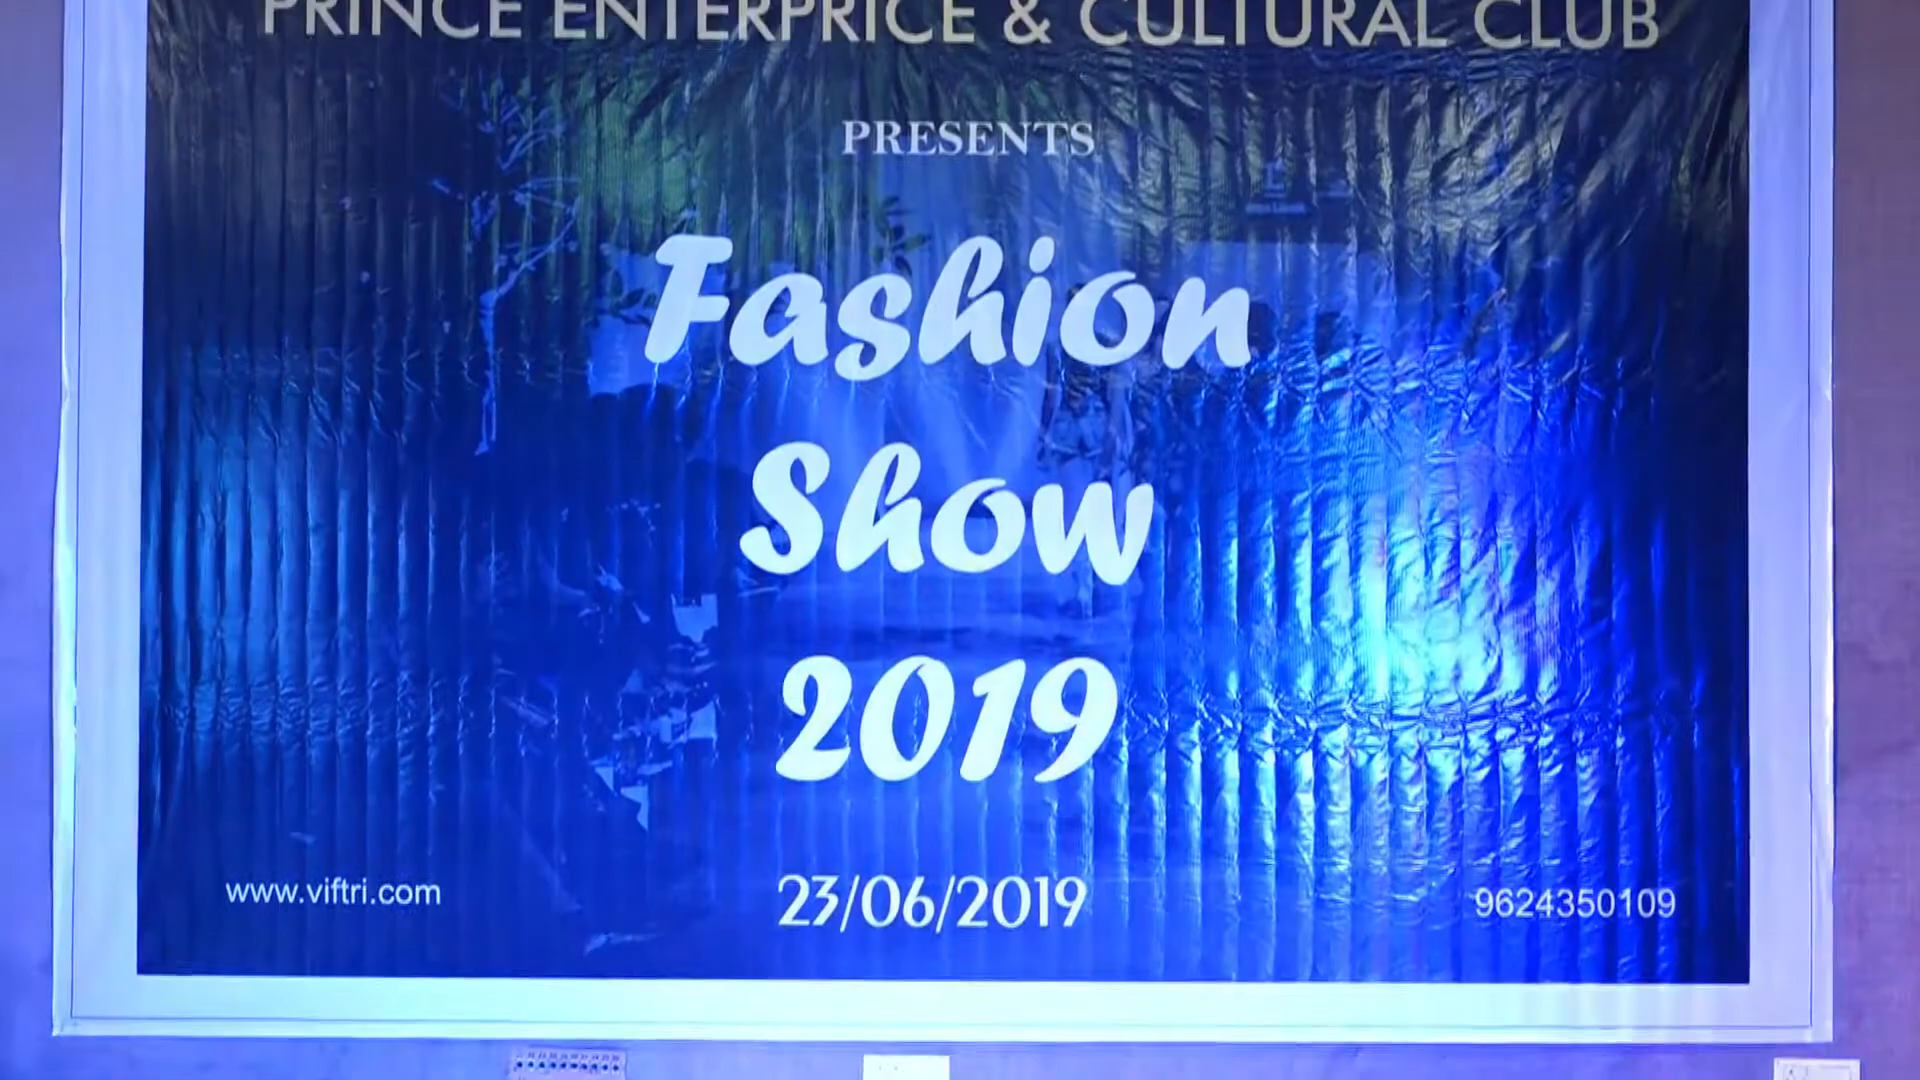 PRINCE ENTERPRICE & CULTURAL CLUB
PRESENTS
Fashion
Show
2019
www.viftri.com
23/06/2019
9624350109